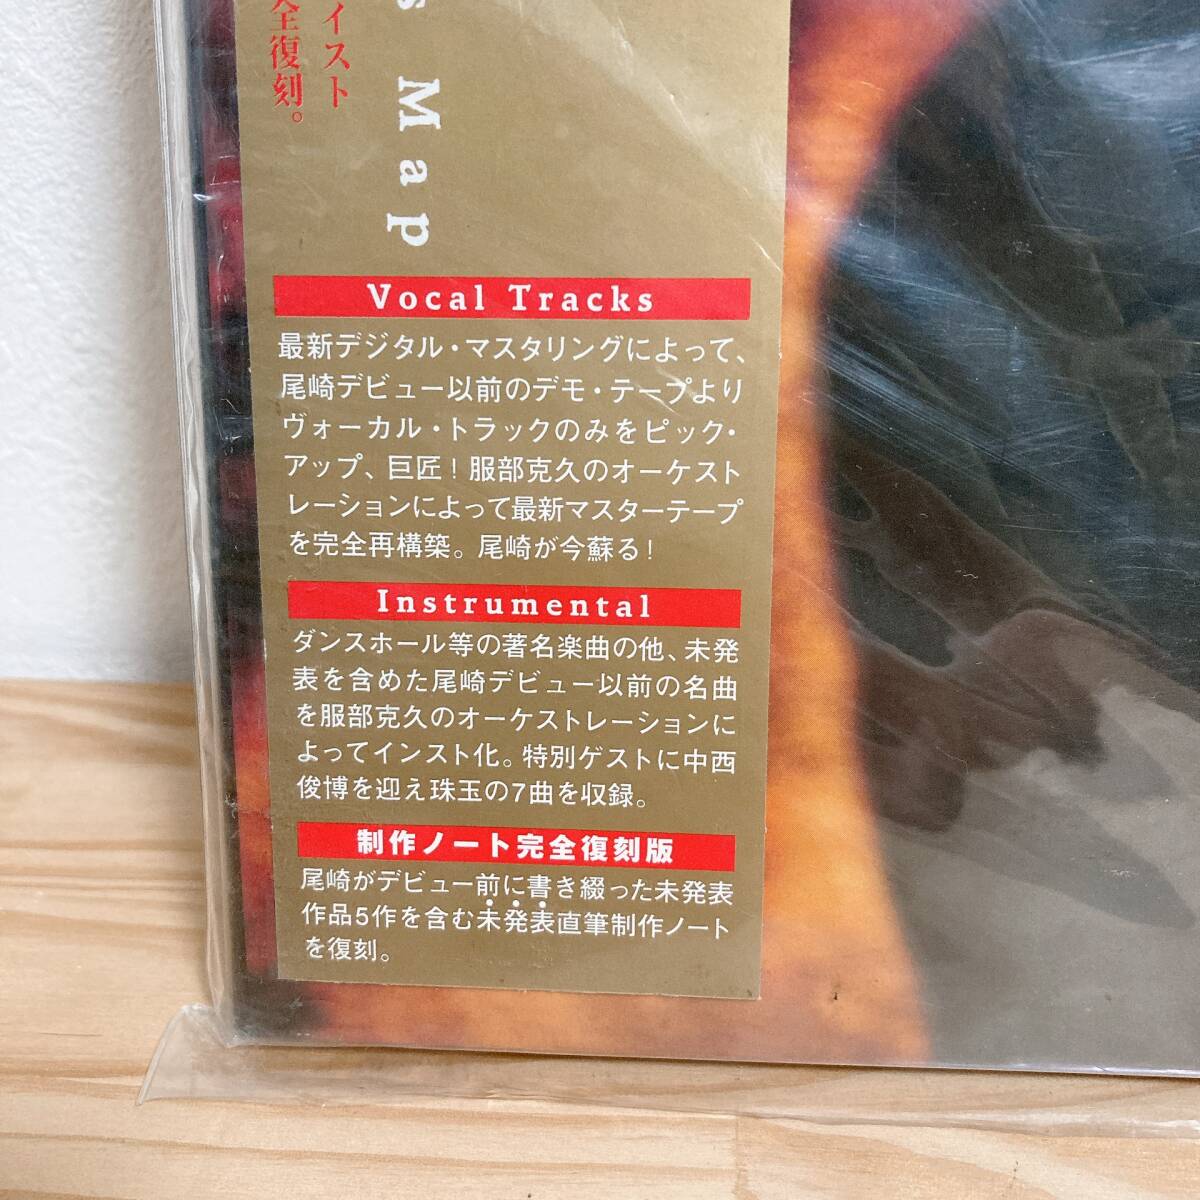 イスト
全復刻。
s Map
Vocal Tracks
最新デジタル・マスタリングによって、
尾崎デビュー以前のデモ・テープより
ヴォーカル・トラックのみをピック・
アップ、巨匠！服部克久のオーケスト
レーションによって最新マスターテープ
を完全再構築。尾崎が今蘇る！
Instrumental
ダンスホール等の著名楽曲の他、未発
表を含めた尾崎デビュー以前の名曲
を服部克久のオーケストレーションに
よってインスト化。特別ゲストに中西
俊博を迎え珠玉の7曲を収録。
制作ノート完全復刻版
尾崎がデビュー前に書き綴った未発表
作品5作を含む未発表直筆制作ノート
を復刻。